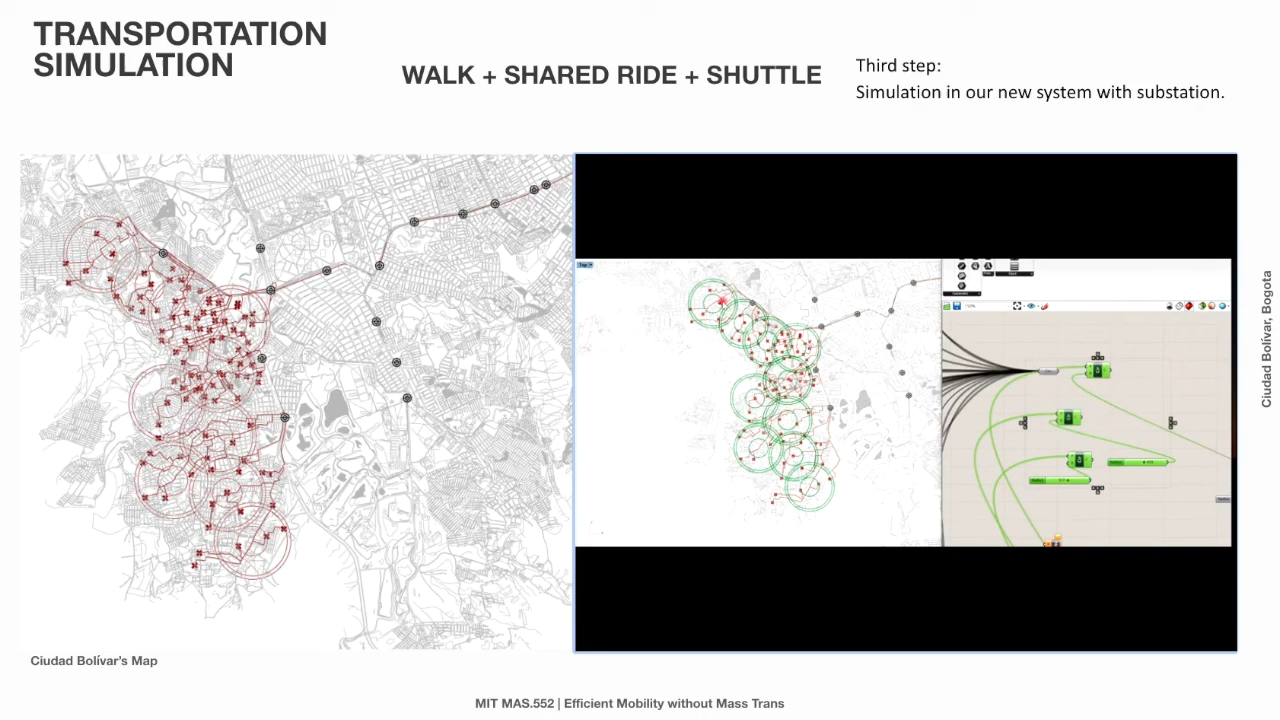 TRANSPORTATION
SIMULATION
WALK + SHARED RIDE + SHUTTLE
Third step:
Simulation in our new system with substation.
Ciudad Bolívar, Bogota
Ciudad Bolívar's Map
MIT MAS.552 | Efficient Mobility without Mass Trans